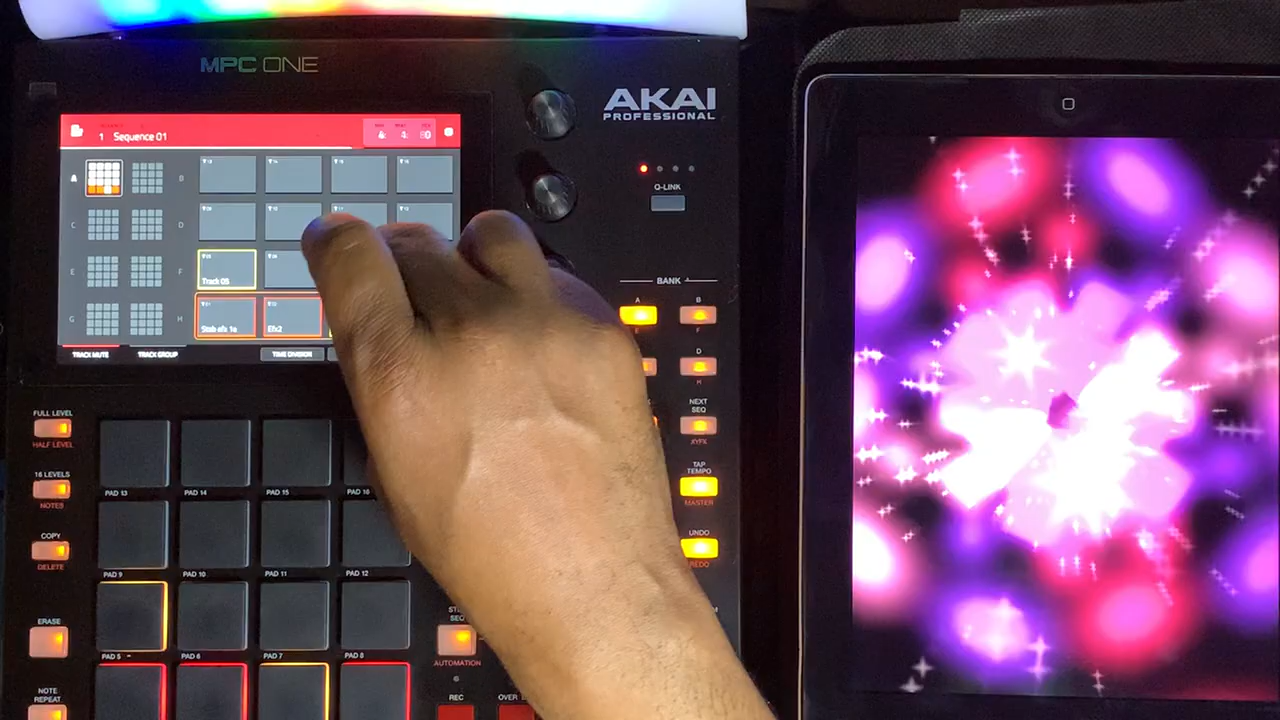 MPC ONE
AKAI
PROFESSIONAL
1 Sequence 01
A
B
C
D
E
F
G
H
Track 05
Stab efx 1a
Efx2
TRACK MUTE
TRACK GROUP
TIME DIVISION
Q-LINK
BANK
A
B
E
F
D
H
NEXT
SEQ
XYFX
TAP
TEMPO
MASTER
UNDO
REDO
FULL LEVEL
HALF LEVEL
16 LEVELS
NOTES
COPY
DELETE
ERASE
NOTE
REPEAT
PAD 13
PAD 14
PAD 15
PAD 16
PAD 9
PAD 10
PAD 11
PAD 12
PAD 5
PAD 6
PAD 7
PAD 8
SEQ
AUTOMATION
REC
OVER